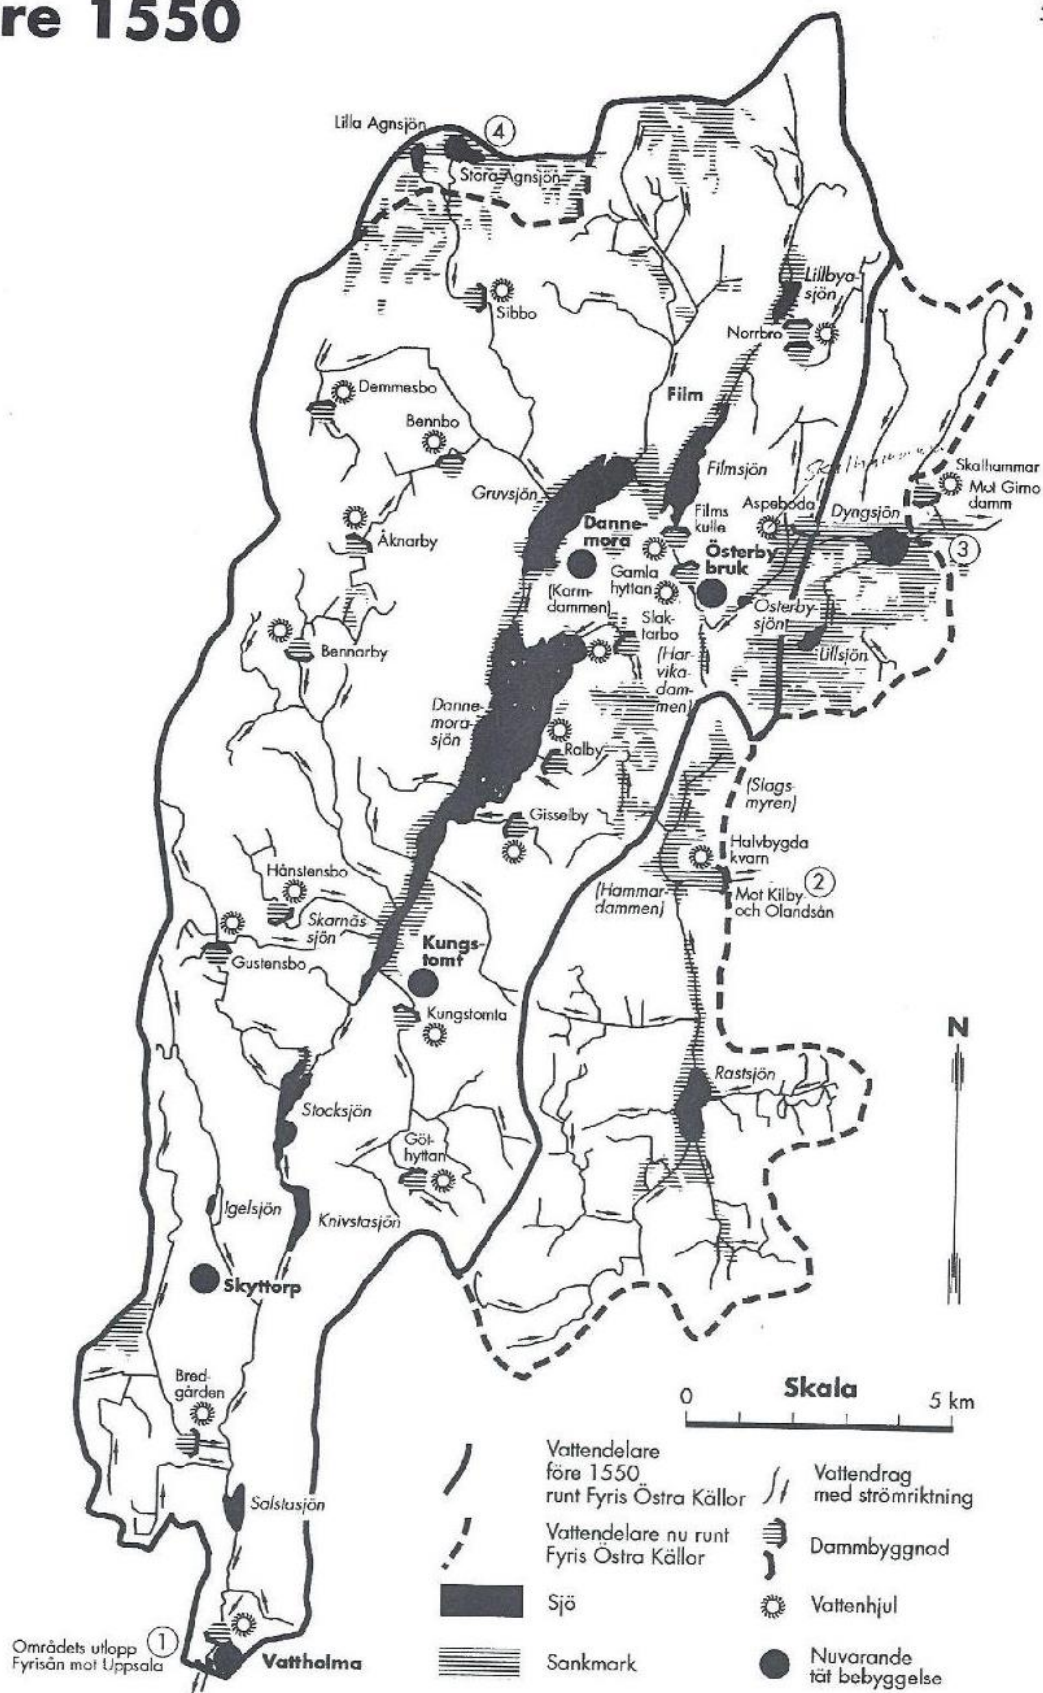 re 1550
Lilla Agnsjön
4
Stora Agnsjön
Sibbo
Lillbya-
sjön
Norrbro
Demmesbo
Film
Bennbo
Gruvsjön
Filmsjön
Skalhammar
Mot Gimo
damm
Aspeboda
Dyngsjön
Films
kulle
Danne-
mora
Åknarby
Österby
bruk
3
Gamla
hyttan
(Karm-
dammen)
Österby-
sjön
Slak-
tarbo
Lillsjön
Bennarby
(Har-
vika-
dam-
men)
Danne-
mora-
sjön
Ralby
(Slags-
myren)
Gisselby
Halvbygda
kvarn
Hånstensbo
2
(Hammar-
dammen)
Mot Kilby-
och Olandsån
Skarnäs-
sjön
Kungs-
tomt
Gustensbo
Kungstomla
N
Rastsjön
Stocksjön
Göt-
hyttan
Igelsjön
Knivstasjön
Skyttorp
Bred-
gården
0
Skala
5 km
Vattendelare
före 1550
runt Fyris Östra Källor
Vattendrag
med strömriktning
Salstasjön
Vattendelare nu runt
Fyris Östra Källor
Dammbyggnad
Sjö
Vattenhjul
Områdets utlopp
Fyrisån mot Uppsala
1
Vattholma
Sankmark
Nuvarande
tät bebyggelse